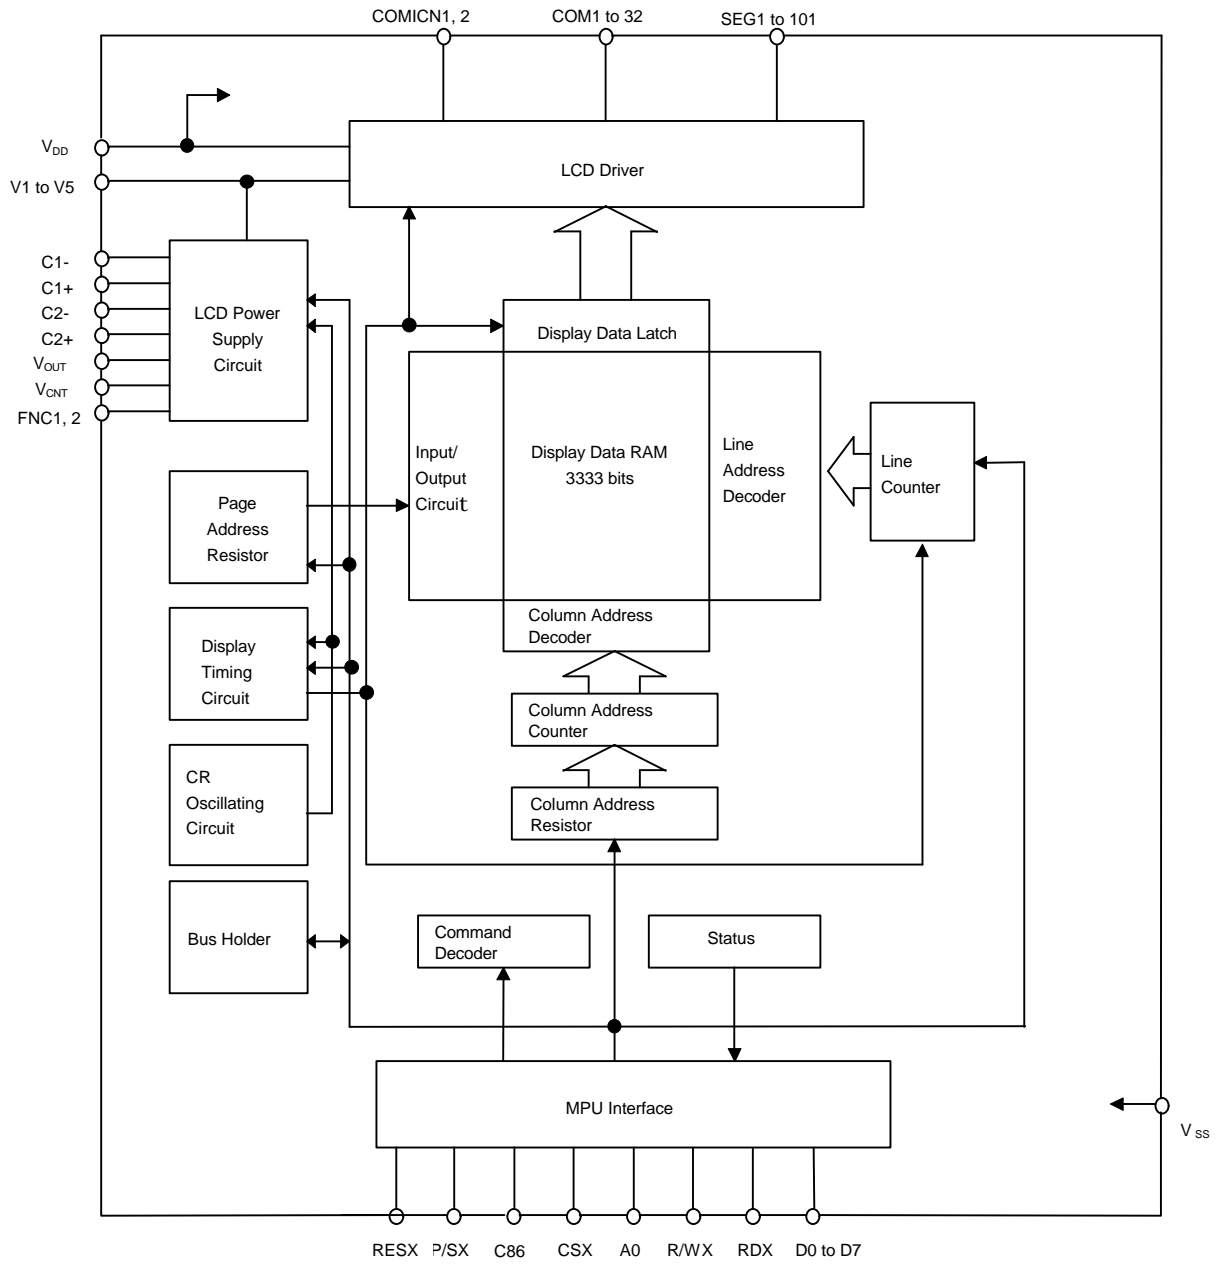 COMICN1, 2
COM1 to 32
SEG1 to 101
VDD
V1 to V5
LCD Driver
C1-
C1+
C2-
C2+
VOUT
VCNT
FNC1, 2
LCD Power
Supply
Circuit
Display Data Latch
Input/
Output
Circuit
Display Data RAM
3333 bits
Line
Address
Decoder
Line
Counter
Page
Address
Resistor
Column Address
Decoder
Display
Timing
Circuit
Column Address
Counter
CR
Oscillating
Circuit
Column Address
Resistor
Bus Holder
Command
Decoder
Status
MPU Interface
VSS
RESX
P/SX
C86
CSX
A0
R/WX
RDX
D0 to D7